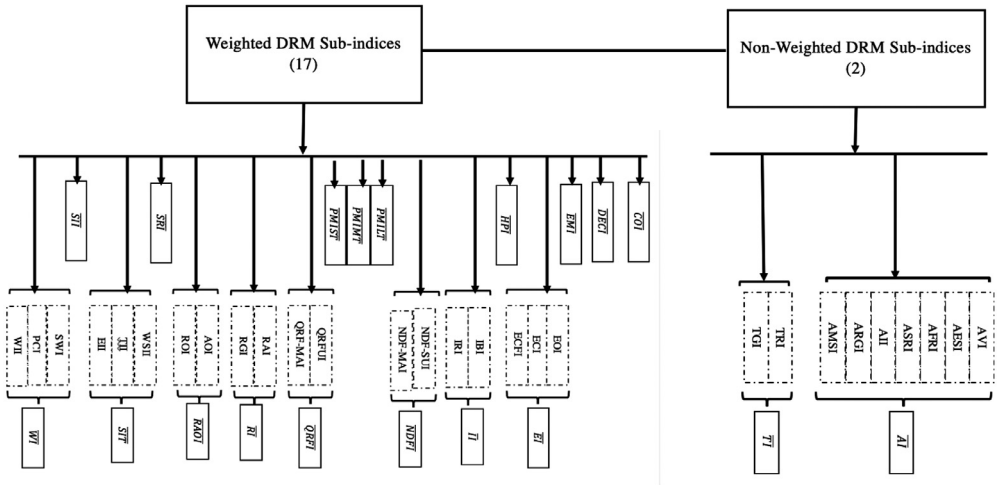 Weighted DRM Sub-indices
(17)
Non-Weighted DRM Sub-indices
(2)
SII
SRI
PMIST
PMIMT
PMILT
HPI
EMI
DECI
COI
WII
PCI
SWI
EII
TII
WSII
ROI
AOI
RGI
RAI
QRF-MAI
QRFUI
NDF-MAI
NDF-SUI
IRI
IBI
ECFI
ECI
EOI
TGI
TRI
AMSI
ARGI
AII
ASRI
AFRI
AESI
AVI
WI
SIT
RAOI
RI
QRFI
NDFI
II
EI
TI
AI